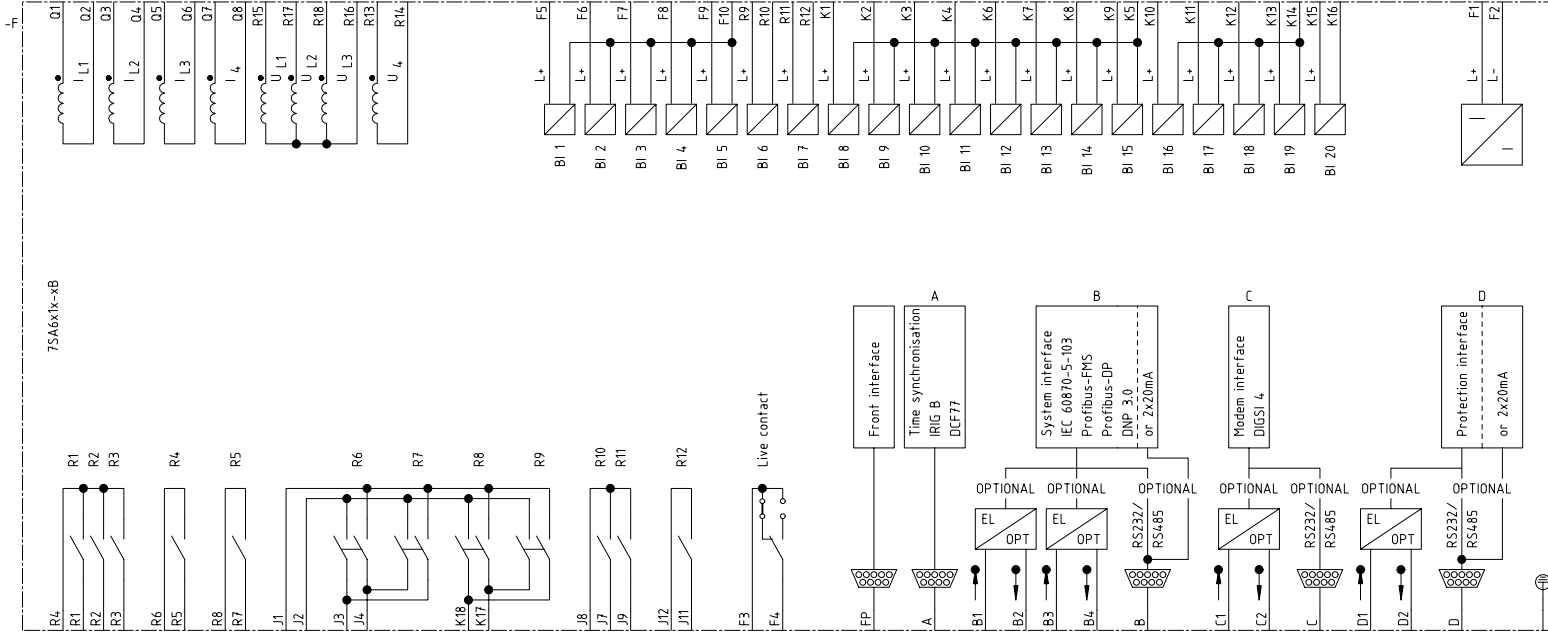 -F
Q1 Q2 Q3 Q4 Q5 Q6 Q7 Q8 R15 R17 R18 R16 R13 R14 F5 F6 F7 F8 F9 F10 R9 R10 R11 R12 K1 K2 K3 K4 K6 K7 K8 K9 K5 K10 K11 K12 K13 K14 K15 K16 F1 F2
I L1
I L2
I L3
I 4
U L1
U L2
U L3
U 4
L+ L+ L+ L+ L+ L+ L+ L+ L+ L+ L+ L+ L+ L+ L+ L+ L+ L+ L+ L+ L+ L-
BI 1
BI 2
BI 3
BI 4
BI 5
BI 6
BI 7
BI 8
BI 9
BI 10
BI 11
BI 12
BI 13
BI 14
BI 15
BI 16
BI 17
BI 18
BI 19
BI 20
7SA6x1x-xB
A
B
C
D
Front interface
Time synchronisation
IRIG B
DCF77
System interface
IEC 60870-5-103
Profibus-FMS
Profibus-DP
DNP 3.0
or 2x20mA
Modem interface
DIGSI 4
Protection interface
or 2x20mA
R1 R2 R3 R4 R5 R6 R7 R8 R9 R10 R11 R12
Live contact
OPTIONAL OPTIONAL OPTIONAL OPTIONAL OPTIONAL OPTIONAL OPTIONAL
EL
OPT
EL
OPT
RS232/
RS485
EL
OPT
RS232/
RS485
EL
OPT
RS232/
RS485
R4 R1 R2 R3 R6 R5 R8 R7 J1 J2 J3 J4 K18 K17 J8 J7 J9 J12 J11 F3 F4 FP A B1 B2 B3 B4 B C1 C2 C D1 D2 D